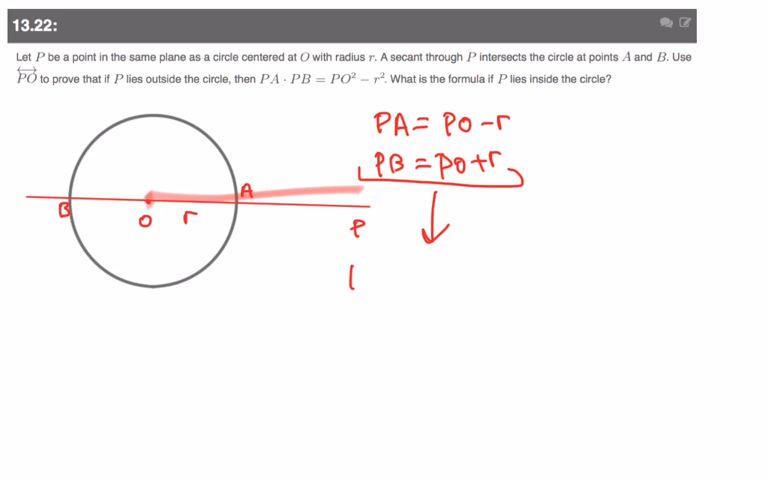 13.22:
Let P be a point in the same plane as a circle centered at O with radius r. A secant through P intersects the circle at points A and B. Use
\overleftrightarrow{PO} to prove that if P lies outside the circle, then PA · PB = PO² − r². What is the formula if P lies inside the circle?
PA = PO − r
PB = PO + r
A
B
O r
P